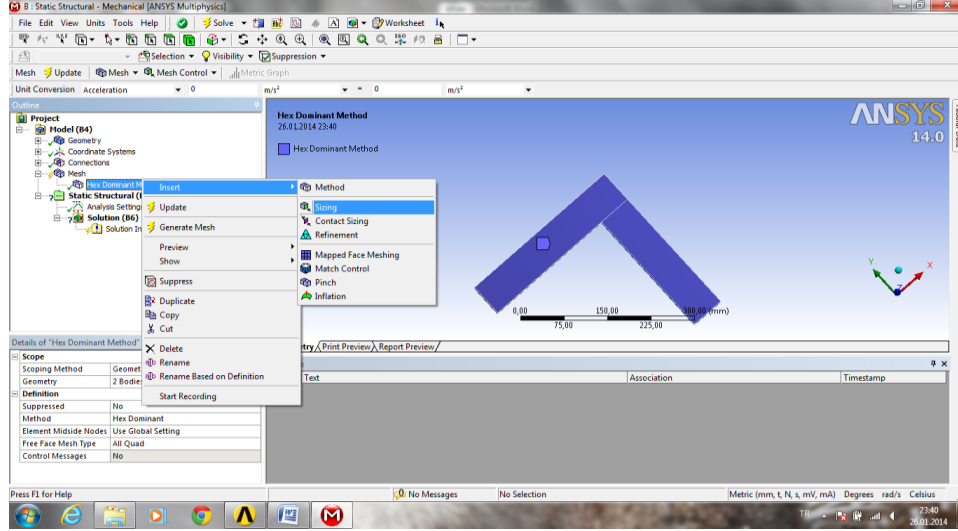 B : Static Structural - Mechanical [ANSYS Multiphysics]
File Edit View Units Tools Help Solve Worksheet
Selection Visibility Suppression
Mesh Update Mesh Mesh Control Metric Graph
Unit Conversion Acceleration 0 m/s² = 0 m/s²
Outline
Project
Model (B4)
Geometry
Coordinate Systems
Connections
Mesh
Hex Dominant M
Static Structural (
Analysis Setting
Solution (B6)
Solution In
Insert
Update
Generate Mesh
Preview
Show
Suppress
Duplicate
Copy
Cut
Delete
Rename
Rename Based on Definition
Start Recording
Method
Sizing
Contact Sizing
Refinement
Mapped Face Meshing
Match Control
Pinch
Inflation
Hex Dominant Method
26.01.2014 23:40
Hex Dominant Method
ANSYS
14.0
Y
X
Z
0,00 150,00 300,00 (mm)
75,00 225,00
etry Print Preview Report Preview
Details of "Hex Dominant Method"
Scope
Scoping Method Geomet
Geometry 2 Bodies
Definition
Suppressed No
Method Hex Dominant
Element Midside Nodes Use Global Setting
Free Face Mesh Type All Quad
Control Messages No
Text Association Timestamp
Press F1 for Help 0 No Messages No Selection Metric (mm, t, N, s, mV, mA) Degrees rad/s Celsius
TR
23:40
26.01.2014